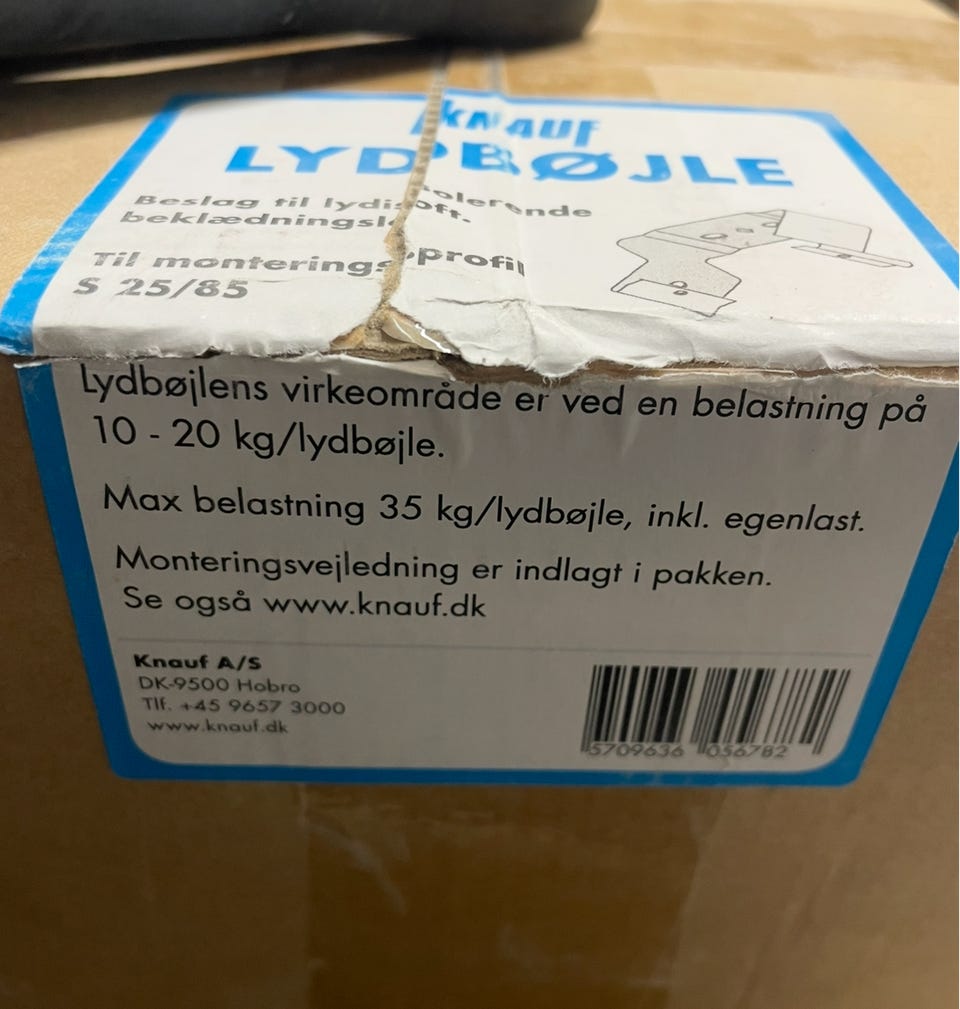 KNAUF
LYDBØJLE
Beslag til lydisolerende
beklædningsloft.
Til monteringsprofil
S 25/85
Lydbøjlens virkeområde er ved en belastning på
10 - 20 kg/lydbøjle.
Max belastning 35 kg/lydbøjle, inkl. egenlast.
Monteringsvejledning er indlagt i pakken.
Se også www.knauf.dk
Knauf A/S
DK-9500 Hobro
Tlf. +45 9657 3000
www.knauf.dk
5709636 056782